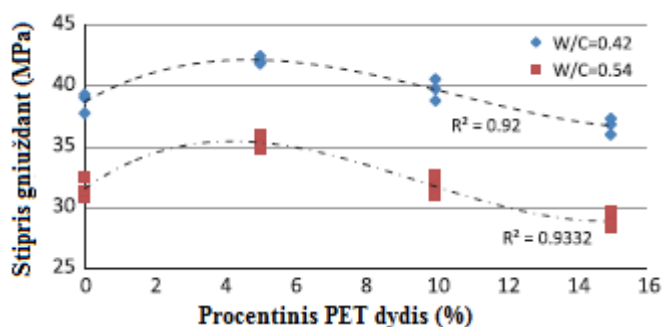 Stipris gniuždant (MPa)
45
40
35
30
25
W/C=0.42
W/C=0.54
R² = 0.92
R² = 0.9332
0 2 4 6 8 10 12 14 16
Procentinis PET dydis (%)